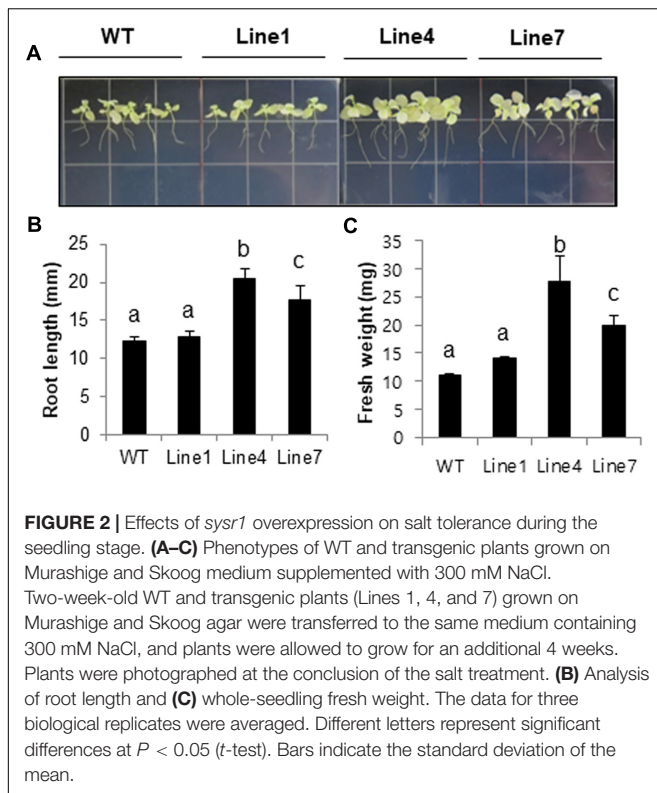 WT Line1 Line4 Line7
A
B
C
Root length (mm)
25
20
15
10
5
0
a a b c
WT Line1 Line4 Line7
Fresh weight(mg)
35
30
25
20
15
10
5
0
a a b c
WT Line1 Line4 Line7
FIGURE 2 | Effects of sysr1 overexpression on salt tolerance during the
seedling stage. (A–C) Phenotypes of WT and transgenic plants grown on
Murashige and Skoog medium supplemented with 300 mM NaCl.
Two-week-old WT and transgenic plants (Lines 1, 4, and 7) grown on
Murashige and Skoog agar were transferred to the same medium containing
300 mM NaCl, and plants were allowed to grow for an additional 4 weeks.
Plants were photographed at the conclusion of the salt treatment. (B) Analysis
of root length and (C) whole-seedling fresh weight. The data for three
biological replicates were averaged. Different letters represent significant
differences at P < 0.05 (t-test). Bars indicate the standard deviation of the
mean.